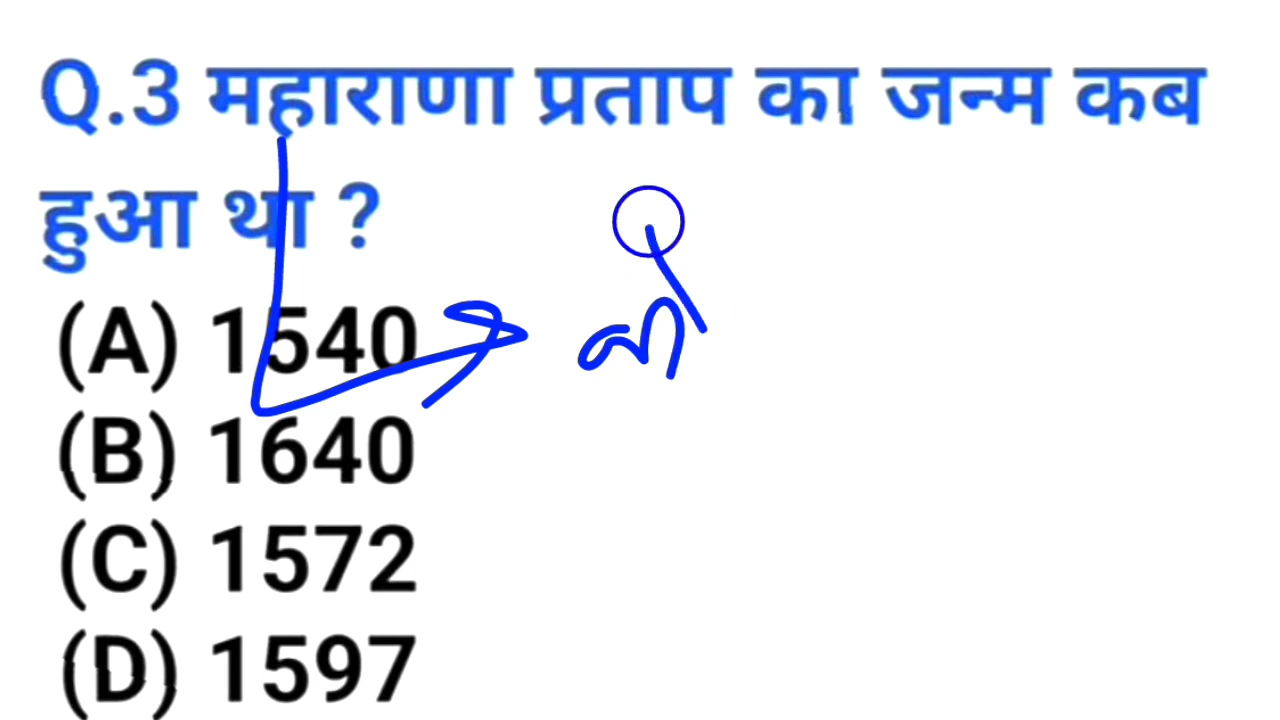 Q.3 महाराणा प्रताप का जन्म कब
हुआ था ?
(A) 1540
(B) 1640
(C) 1572
(D) 1597